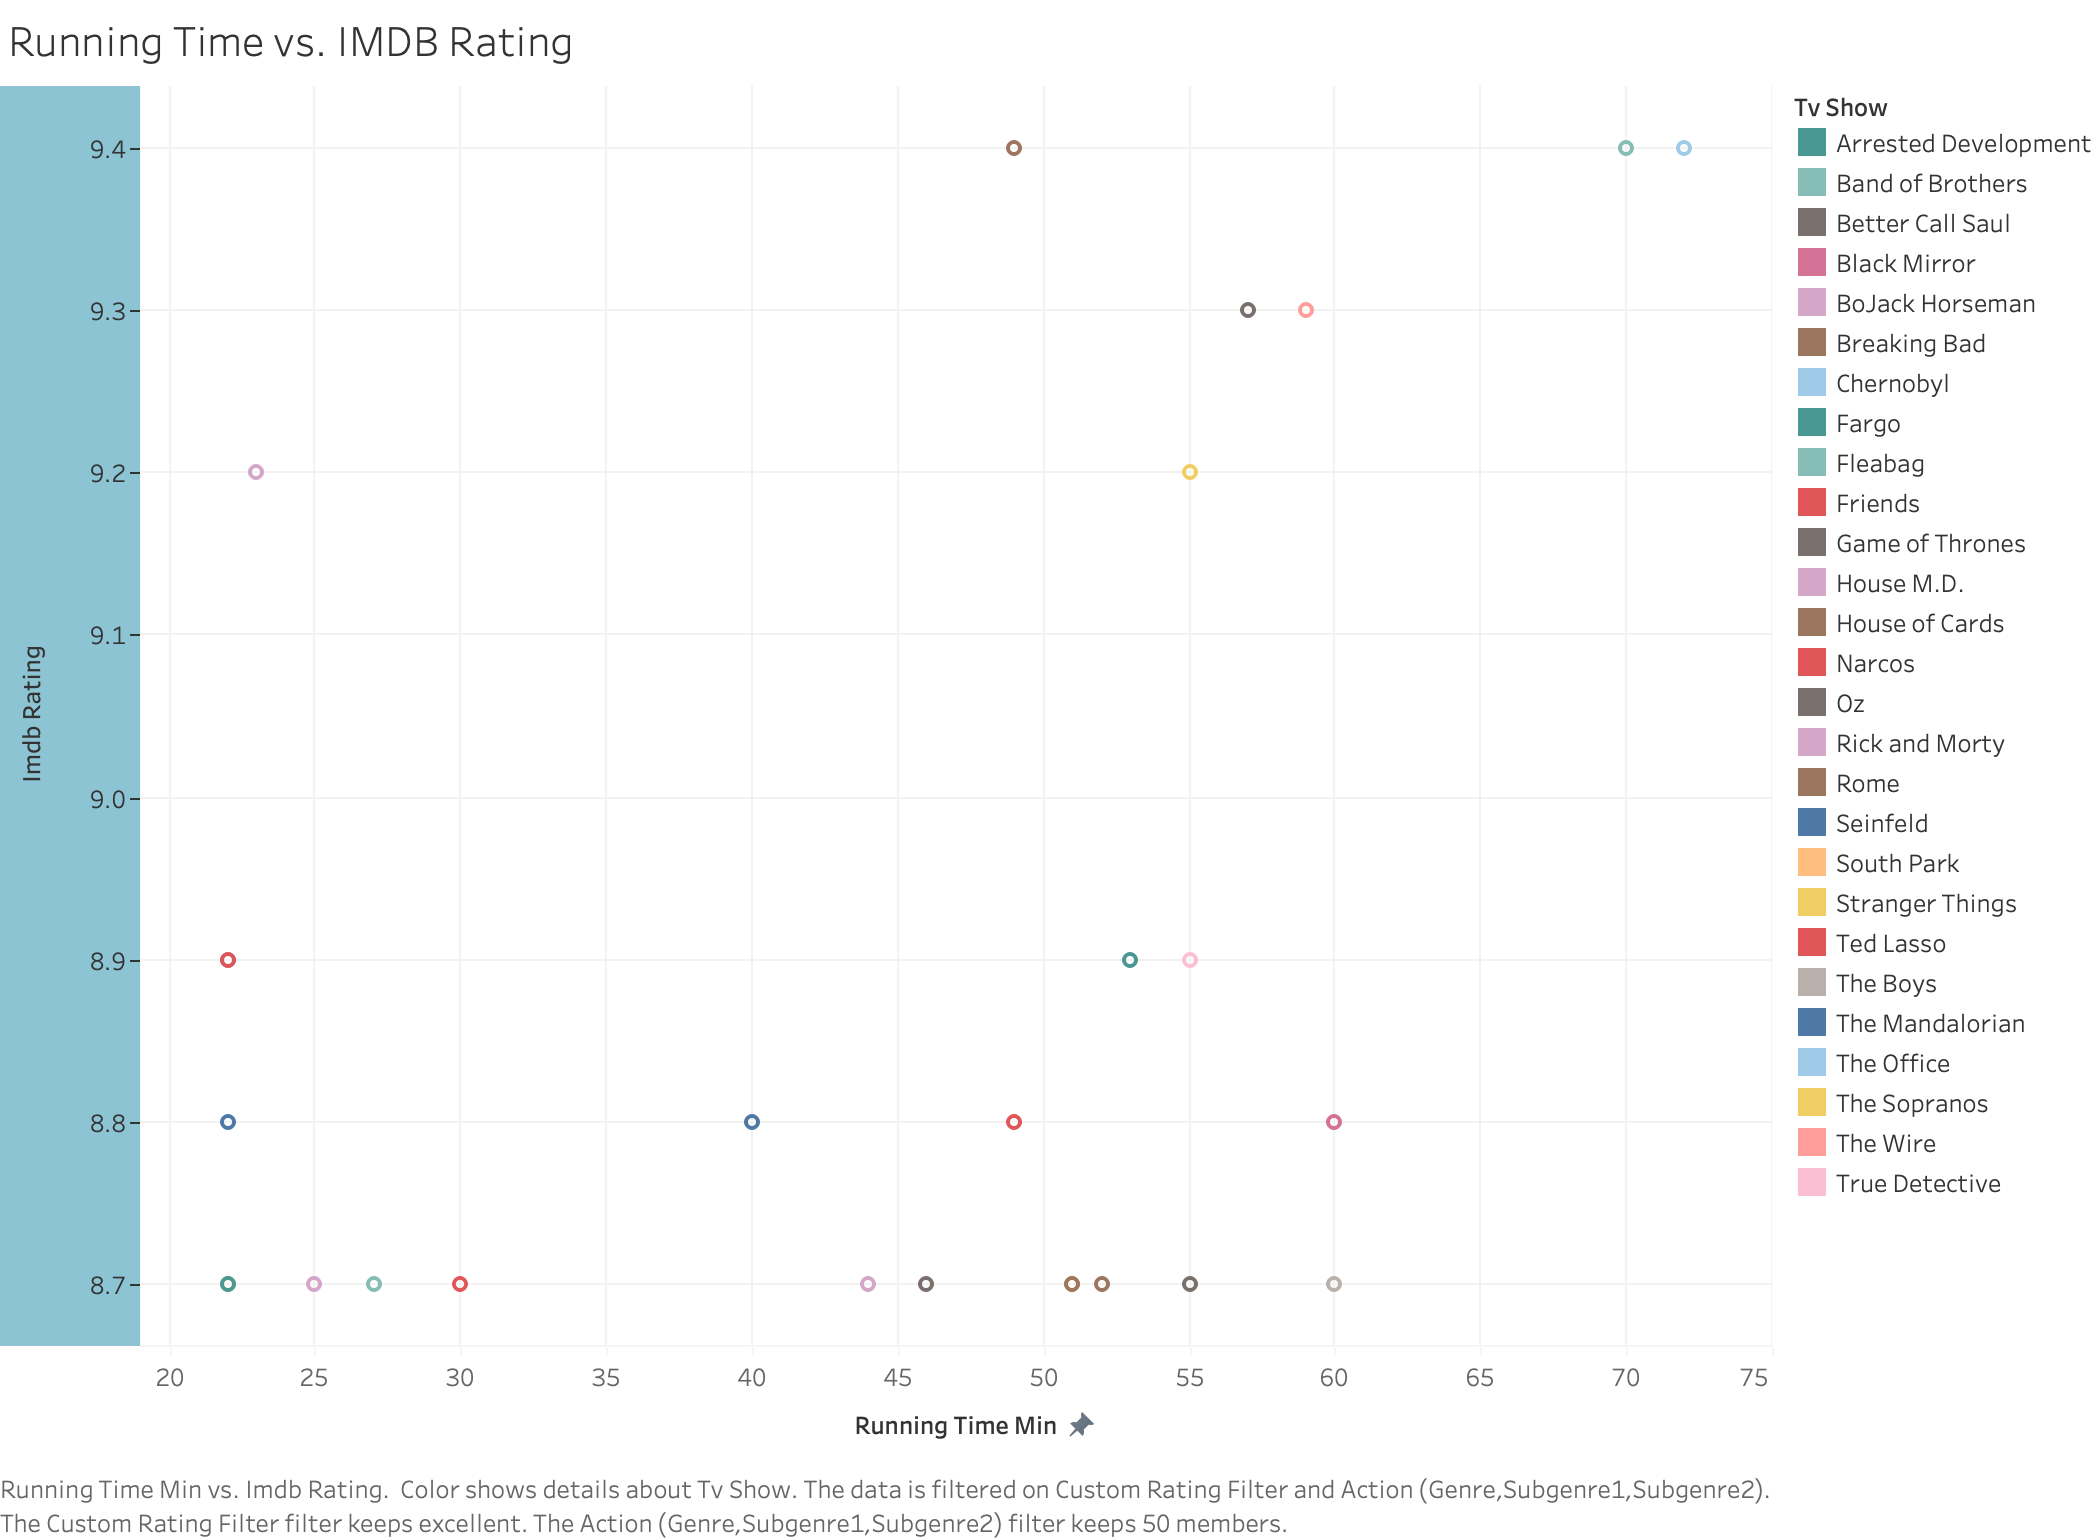 Running Time vs. IMDB Rating
Tv Show
Arrested Development
Band of Brothers
Better Call Saul
Black Mirror
BoJack Horseman
Breaking Bad
Chernobyl
Fargo
Fleabag
Friends
Game of Thrones
House M.D.
House of Cards
Narcos
Oz
Rick and Morty
Rome
Seinfeld
South Park
Stranger Things
Ted Lasso
The Boys
The Mandalorian
The Office
The Sopranos
The Wire
True Detective
Imdb Rating
9.4
9.3
9.2
9.1
9.0
8.9
8.8
8.7
20 25 30 35 40 45 50 55 60 65 70 75
Running Time Min
Running Time Min vs. Imdb Rating.  Color shows details about Tv Show. The data is filtered on Custom Rating Filter and Action (Genre,Subgenre1,Subgenre2).
The Custom Rating Filter filter keeps excellent. The Action (Genre,Subgenre1,Subgenre2) filter keeps 50 members.